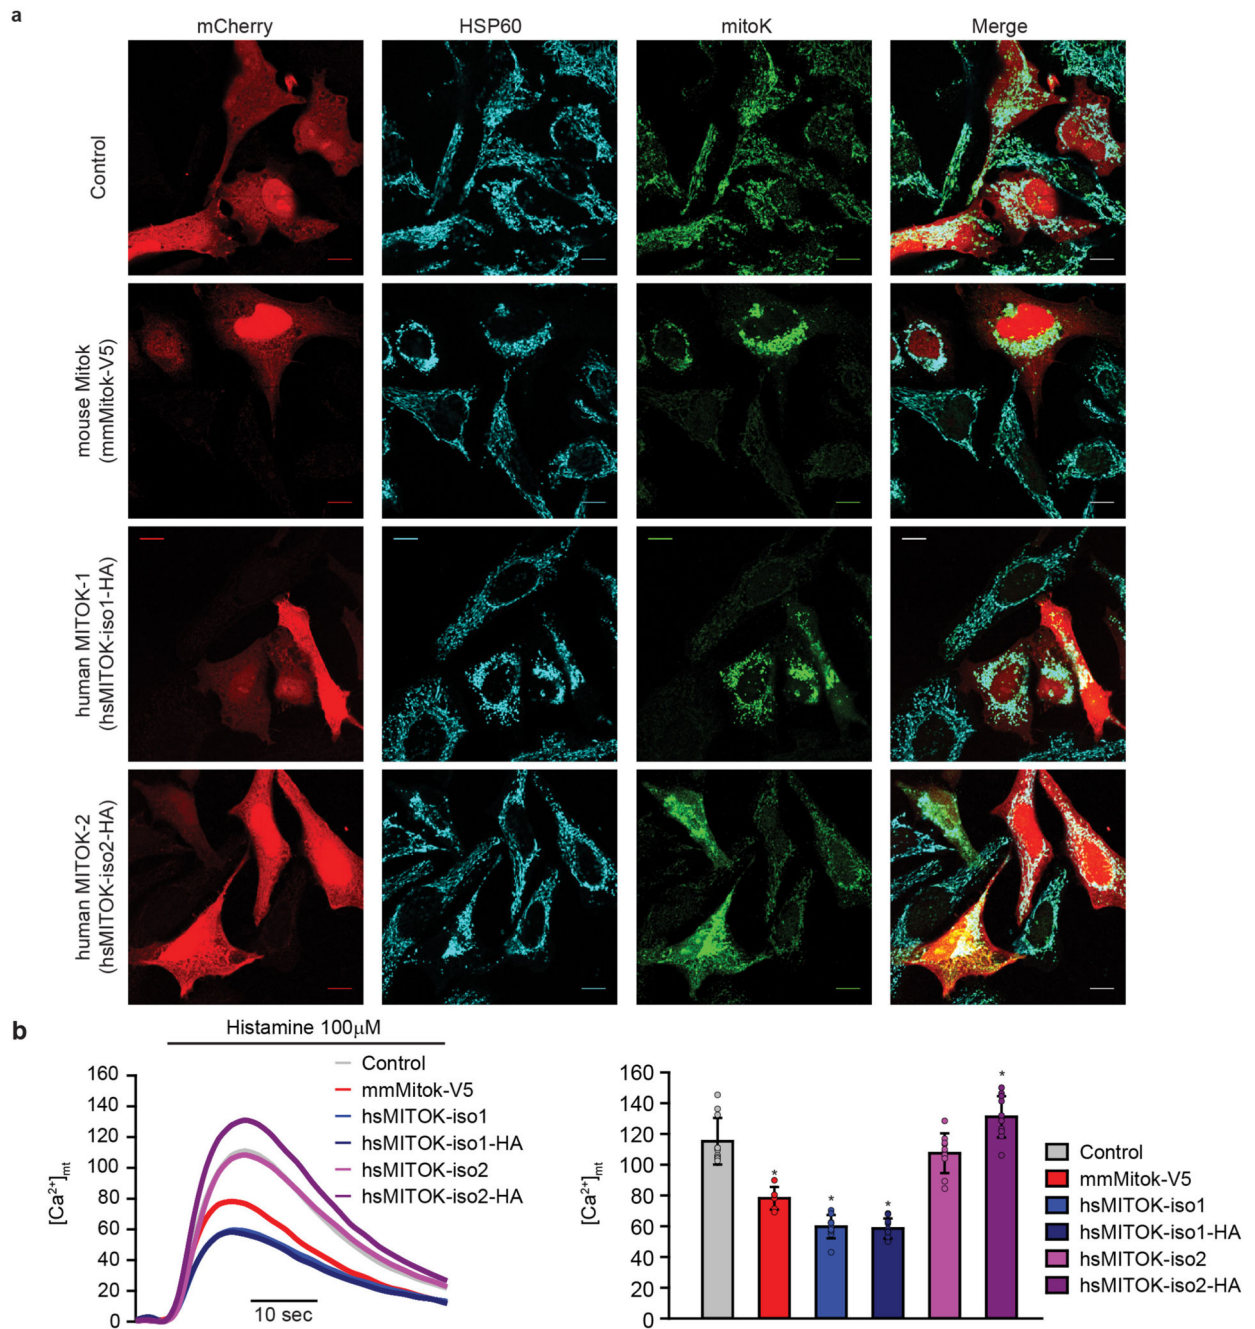 a
mCherry
HSP60
mitoK
Merge
Control
mouse Mitok
(mmMitok-V5)
human MITOK-1
(hsMITOK-iso1-HA)
human MITOK-2
(hsMITOK-iso2-HA)
b
Histamine 100μM
Control
mmMitok-V5
hsMITOK-iso1
hsMITOK-iso1-HA
hsMITOK-iso2
hsMITOK-iso2-HA
160
140
120
100
80
60
40
20
0
[Ca²⁺]mt
10 sec
160
140
120
100
80
60
40
20
0
[Ca²⁺]mt
*
*
*
*
*
Control
mmMitok-V5
hsMITOK-iso1
hsMITOK-iso1-HA
hsMITOK-iso2
hsMITOK-iso2-HA